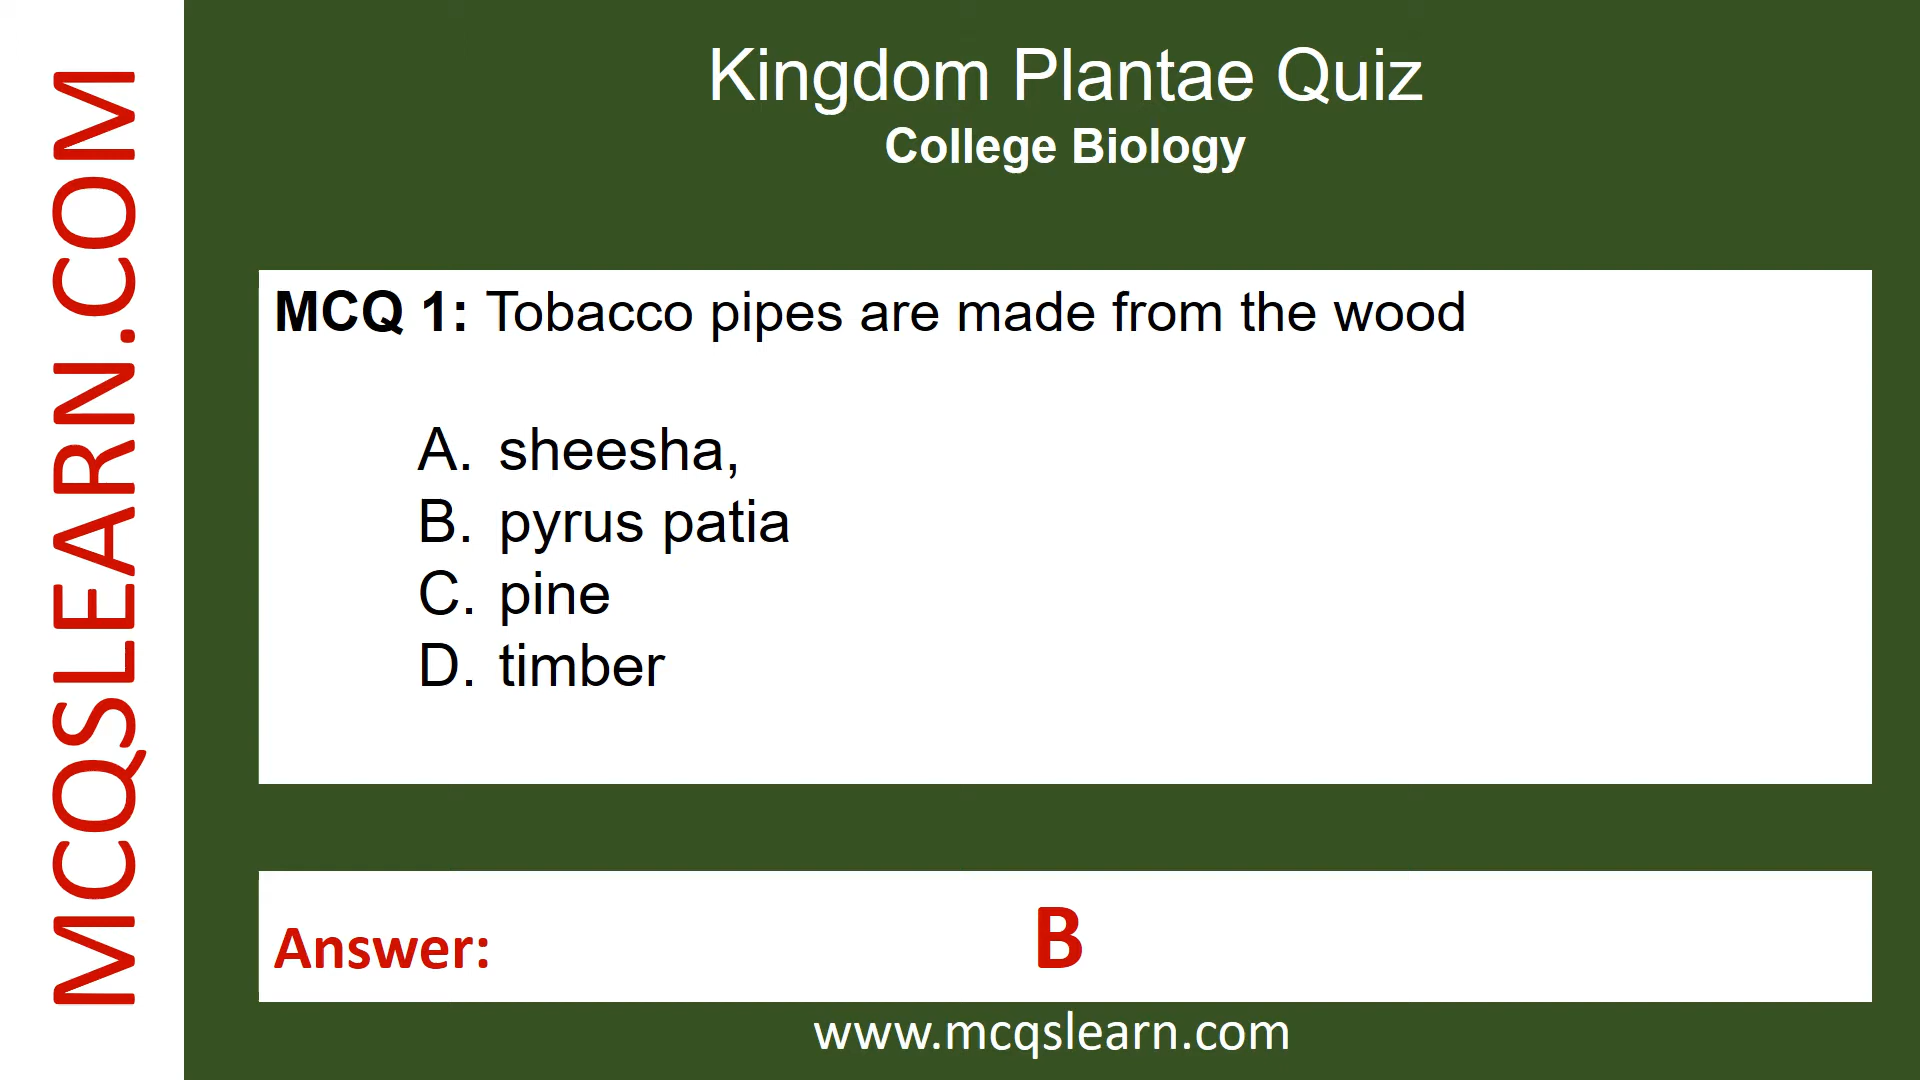 MCQSLEARN.COM
Kingdom Plantae Quiz
College Biology
MCQ 1: Tobacco pipes are made from the wood
A. sheesha,
B. pyrus patia
C. pine
D. timber
Answer: B
www.mcqslearn.com